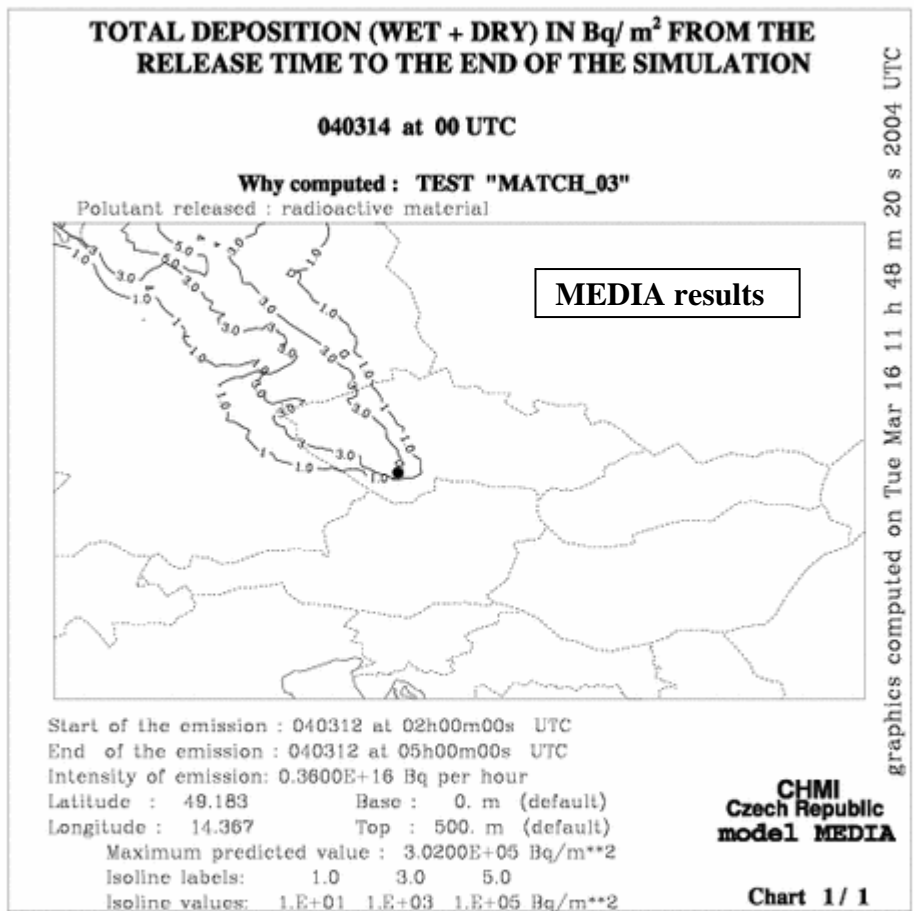 TOTAL DEPOSITION (WET + DRY) IN Bq/ m² FROM THE
RELEASE TIME TO THE END OF THE SIMULATION
040314 at 00 UTC
Why computed : TEST "MATCH_03"
Polutant released : radioactive material
MEDIA results
graphics computed on Tue Mar 16 11 h 48 m 20 s 2004 UTC
Start of the emission : 040312 at 02h00m00s UTC
End of the emission : 040312 at 05h00m00s UTC
Intensity of emission: 0.3600E+16 Bq per hour
Latitude : 49.183 Base : 0. m (default)
Longitude : 14.367 Top : 500. m (default)
Maximum predicted value : 3.0200E+05 Bq/m**2
Isoline labels: 1.0 3.0 5.0
Isoline values: 1.E+01 1.E+03 1.E+05 Bq/m**2
CHMI
Czech Republic
model MEDIA
Chart 1/ 1